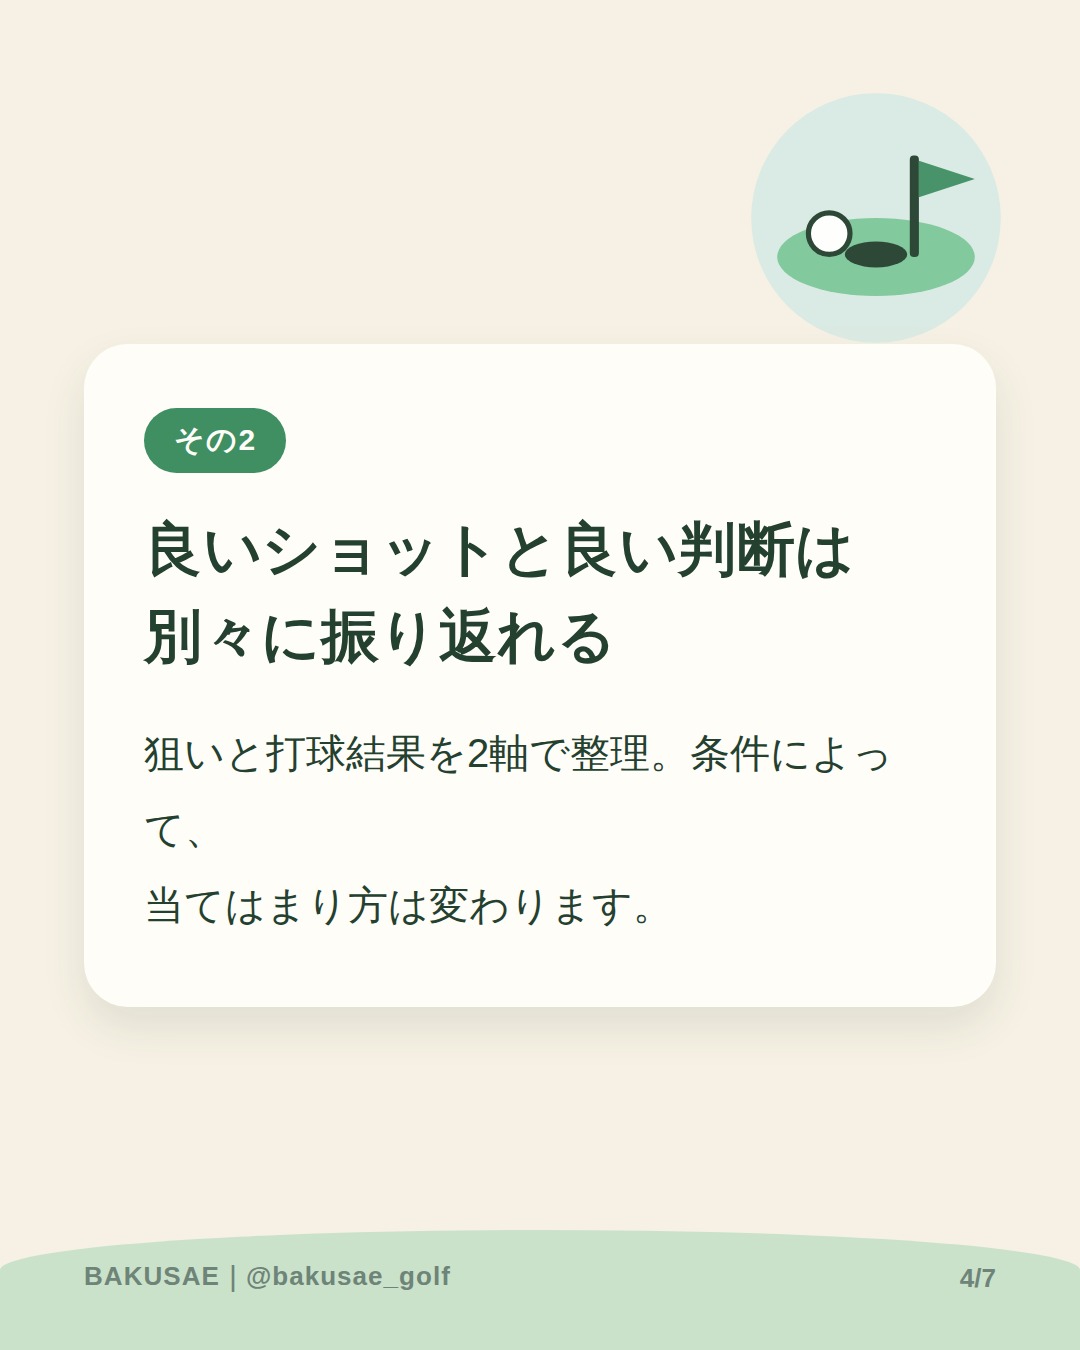 その2
良いショットと良い判断は
別々に振り返れる
狙いと打球結果を2軸で整理。条件によっ
て、
当てはまり方は変わります。
BAKUSAE | @bakusae_golf
4/7